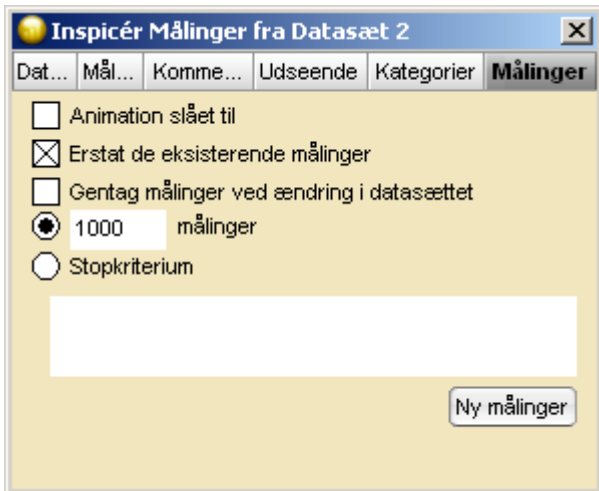 Inspicér Målinger fra Datasæt 2
Dat... Mål... Komme... Udseende Kategorier Målinger
Animation slået til
Erstat de eksisterende målinger
Gentag målinger ved ændring i datasættet
1000 målinger
Stopkriterium
Ny målinger